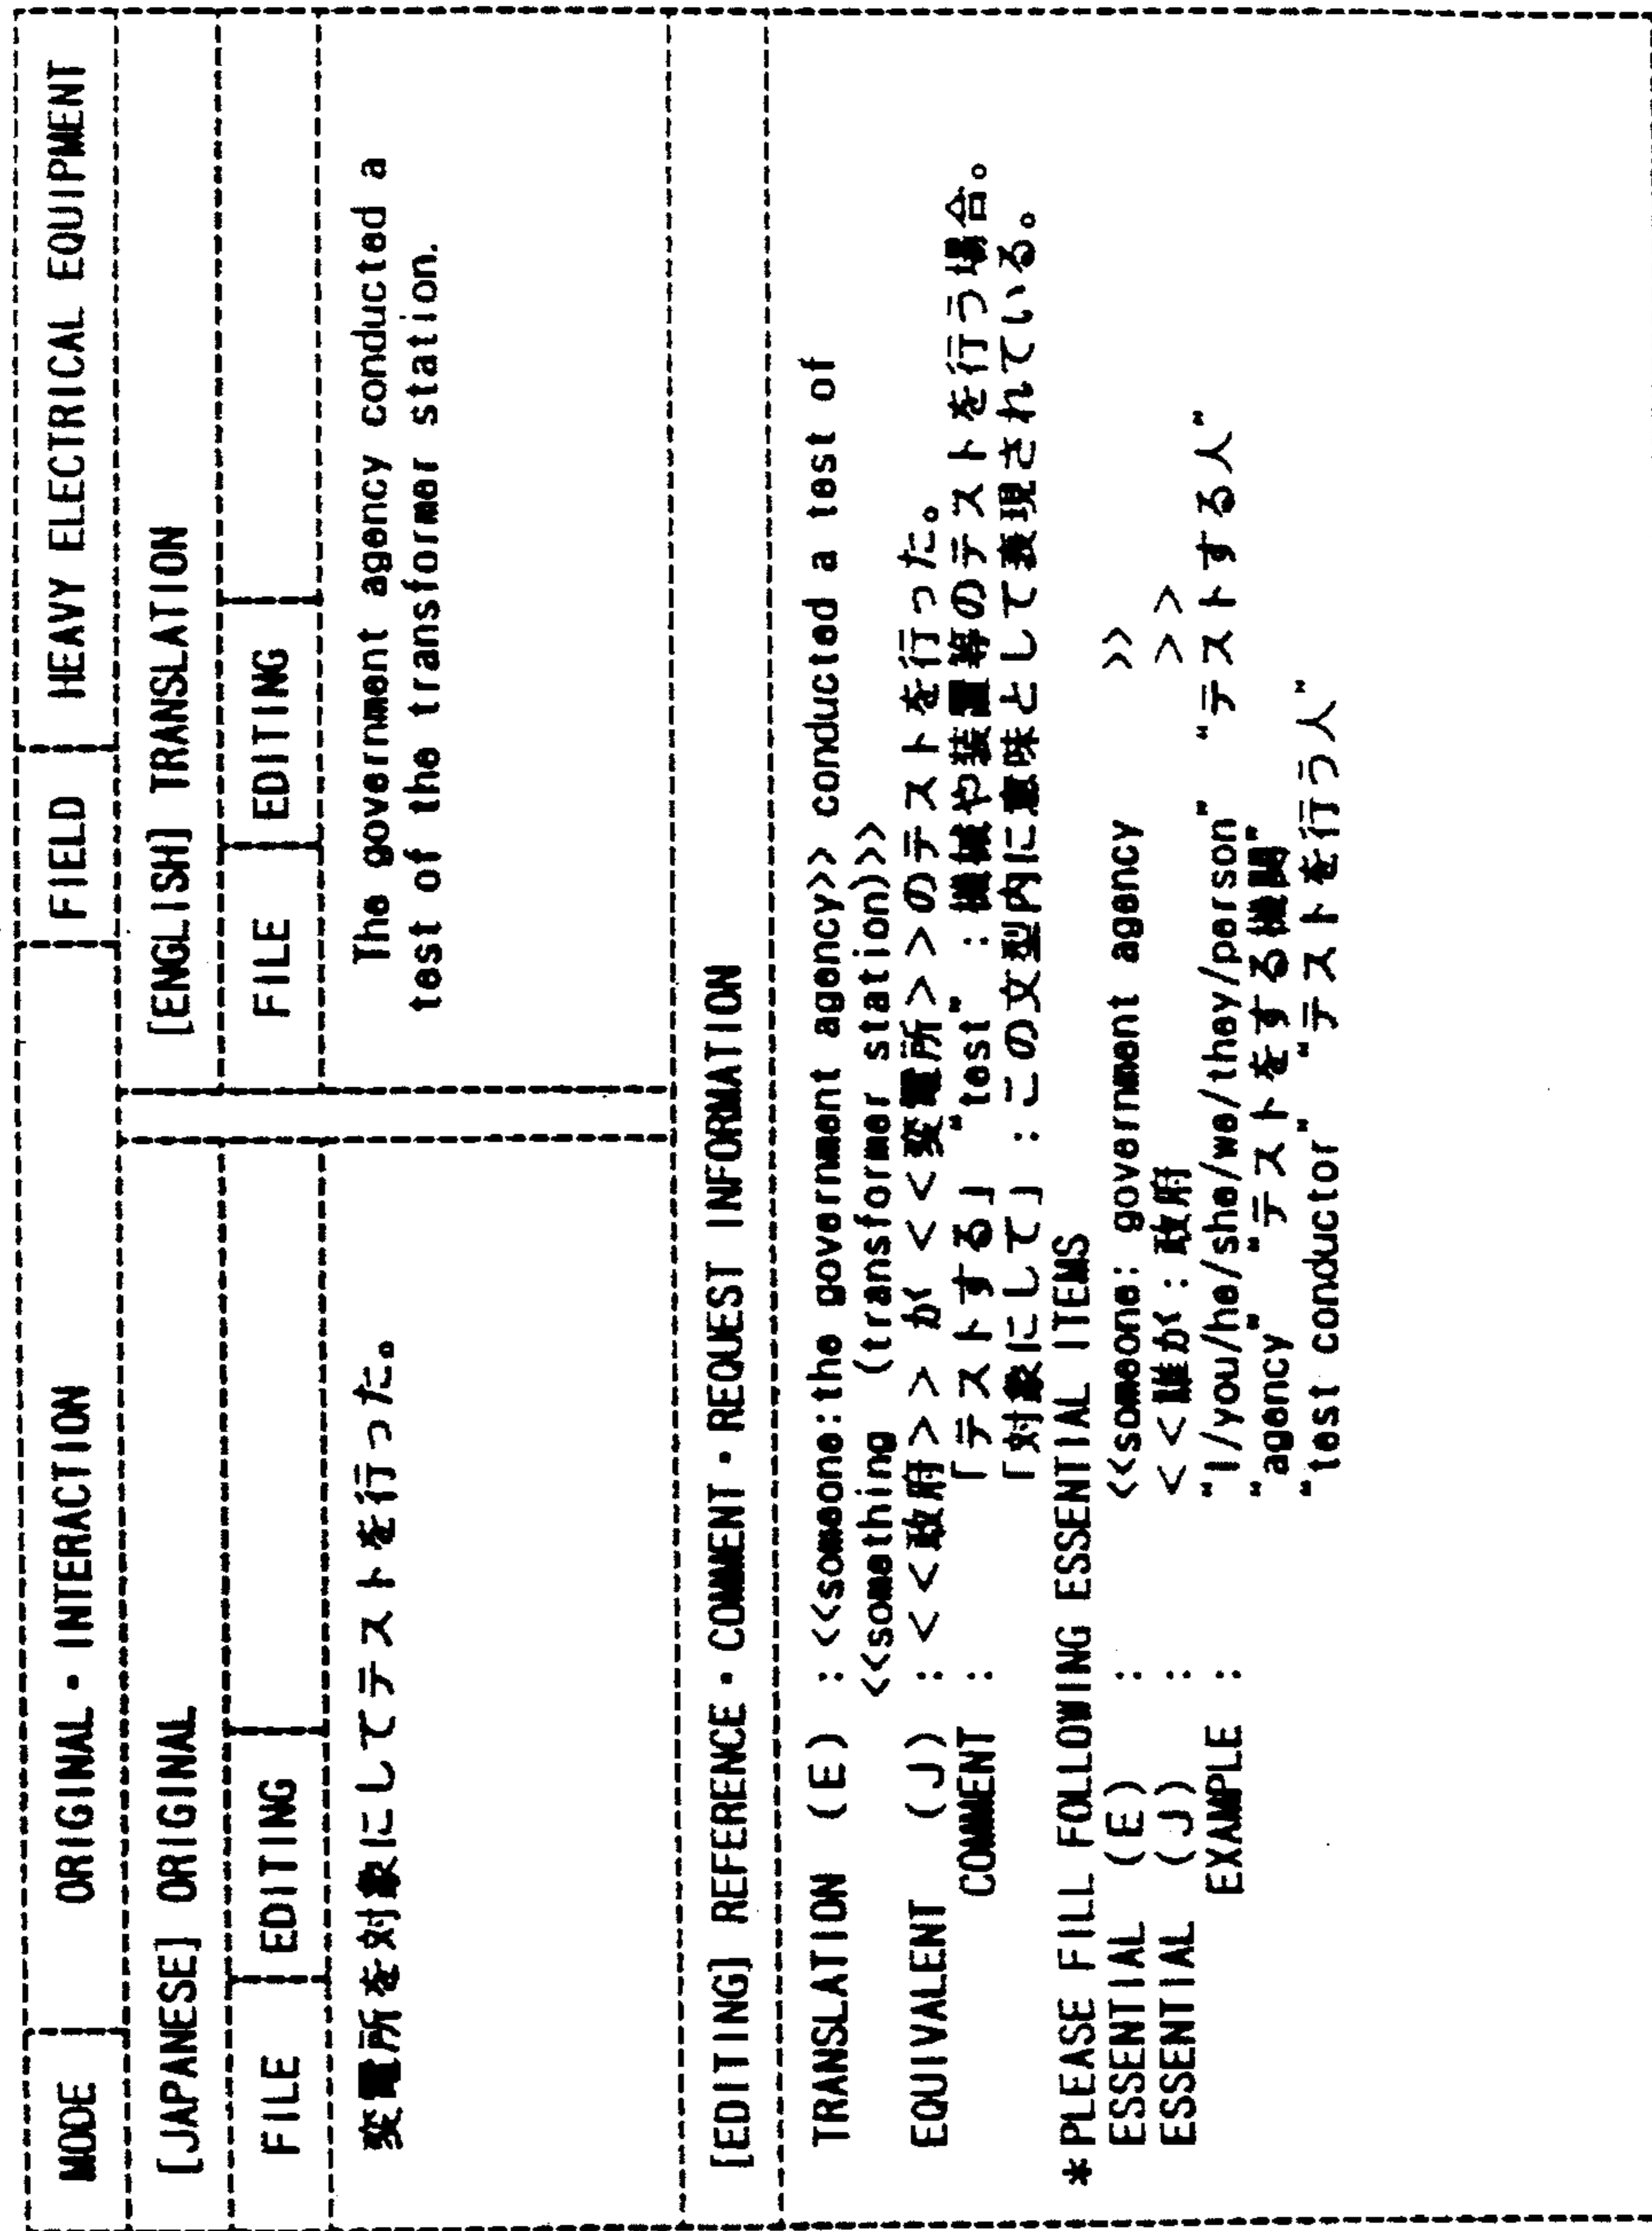 MODE ORIGINAL・INTERACTION FIELD HEAVY ELECTRICAL EQUIPMENT
[JAPANESE] ORIGINAL
FILE EDITING
変電所を対象にしてテストを行った。
[ENGLISH] TRANSLATION
FILE EDITING
The government agency conducted a
test of the transformer station.
[EDITING] REFERENCE・COMMENT・REQUEST INFORMATION
TRANSLATION (E) : <<someone:the government agency>> conducted a test of
<<something (transformer station)>>
EQUIVALENT (J) : <<政府>> が <<変電所>>のテストを行った。
COMMENT : 「テストする」 "test" : 機械や装置等のテストを行う場合。
「対象にして」 : この文型内に意味として表現されている。
*PLEASE FILL FOLLOWING ESSENTIAL ITEMS
ESSENTIAL (E) : <<someone: government agency >>
ESSENTIAL (J) : <<誰が : 政府 >>
EXAMPLE : "I/you/he/she/we/they/person" "テストする人"
"agency" "テストをする機関"
"test conductor" "テストを行う人"